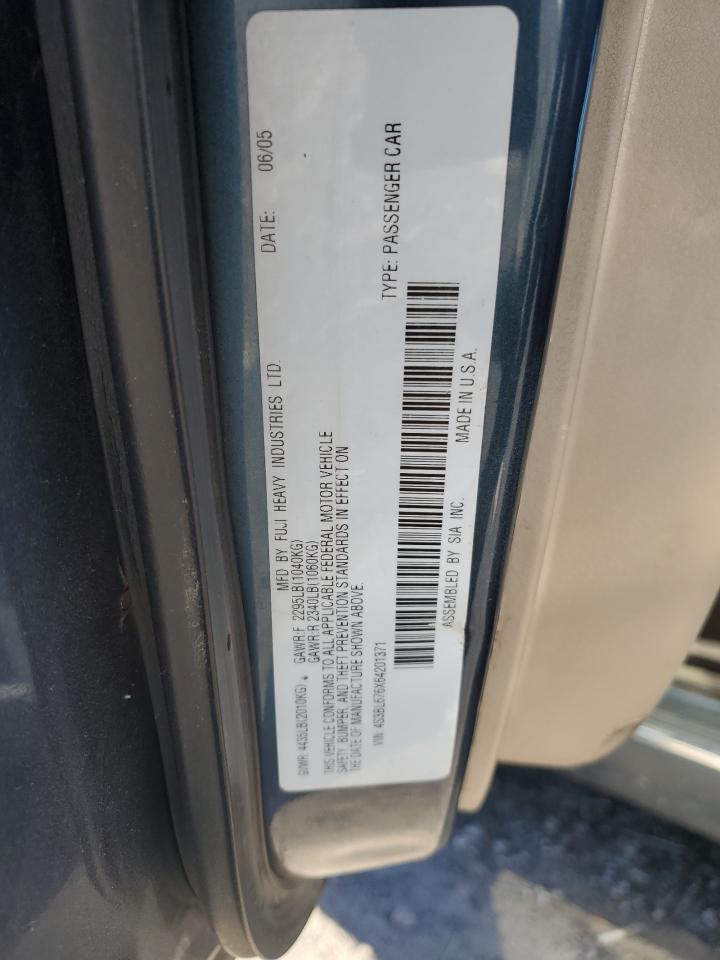 MFD BY FUJI HEAVY INDUSTRIES LTD. DATE: 06/05
GVWR: 4435LB(2010KG) GAWR:F 2295LB(1040KG)
GAWR:R 2340LB(1060KG)
THIS VEHICLE CONFORMS TO ALL APPLICABLE FEDERAL MOTOR VEHICLE
SAFETY, BUMPER, AND THEFT PREVENTION STANDARDS IN EFFECT ON
THE DATE OF MANUFACTURE SHOWN ABOVE.
VIN: 4S3BL676X64201371 TYPE: PASSENGER CAR
ASSEMBLED BY SIA INC. MADE IN U.S.A.